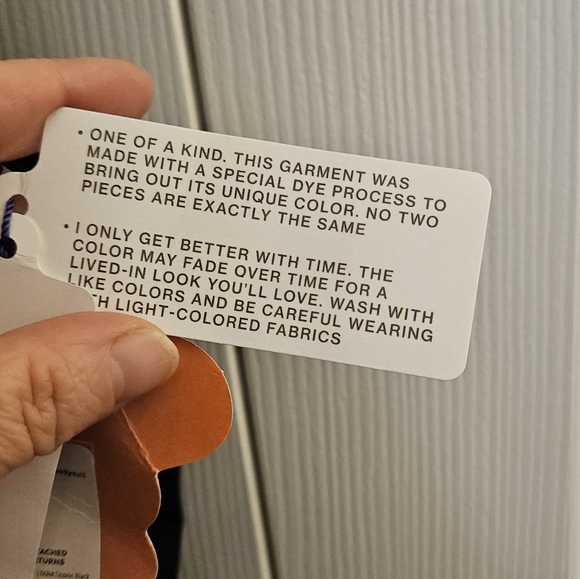 • ONE OF A KIND. THIS GARMENT WAS
MADE WITH A SPECIAL DYE PROCESS TO
BRING OUT ITS UNIQUE COLOR. NO TWO
PIECES ARE EXACTLY THE SAME
• I ONLY GET BETTER WITH TIME. THE
COLOR MAY FADE OVER TIME FOR A
LIVED-IN LOOK YOU'LL LOVE. WASH WITH
LIKE COLORS AND BE CAREFUL WEARING
LIGHT-COLORED FABRICS